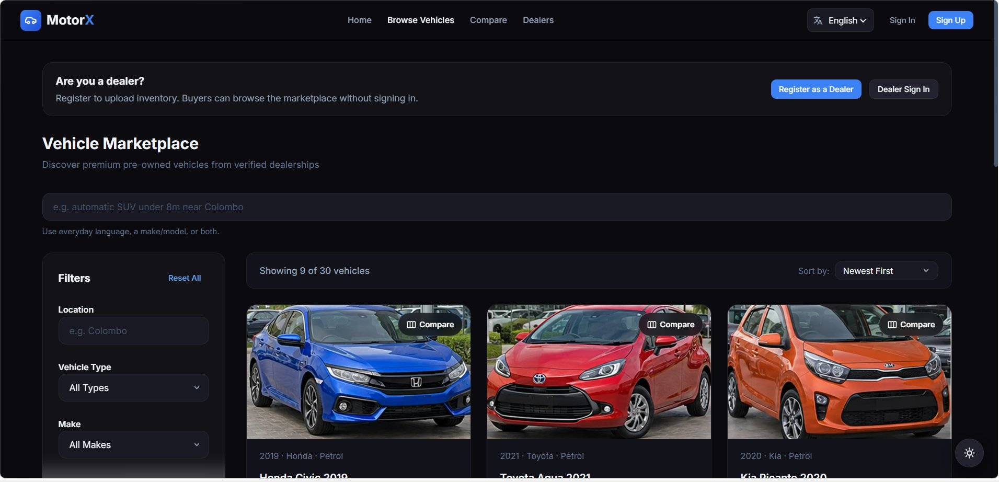 MotorX
Home
Browse Vehicles
Compare
Dealers
English
Sign In
Sign Up
Are you a dealer?
Register to upload inventory. Buyers can browse the marketplace without signing in.
Register as a Dealer
Dealer Sign In
Vehicle Marketplace
Discover premium pre-owned vehicles from verified dealerships
e.g. automatic SUV under 8m near Colombo
Use everyday language, a make/model, or both.
Filters
Reset All
Location
e.g. Colombo
Vehicle Type
All Types
Make
All Makes
Showing 9 of 30 vehicles
Sort by:
Newest First
Compare
Compare
Compare
2019 · Honda · Petrol
Honda Civic 2019
2021 · Toyota · Petrol
Toyota Aqua 2021
2020 · Kia · Petrol
Kia Picanto 2020